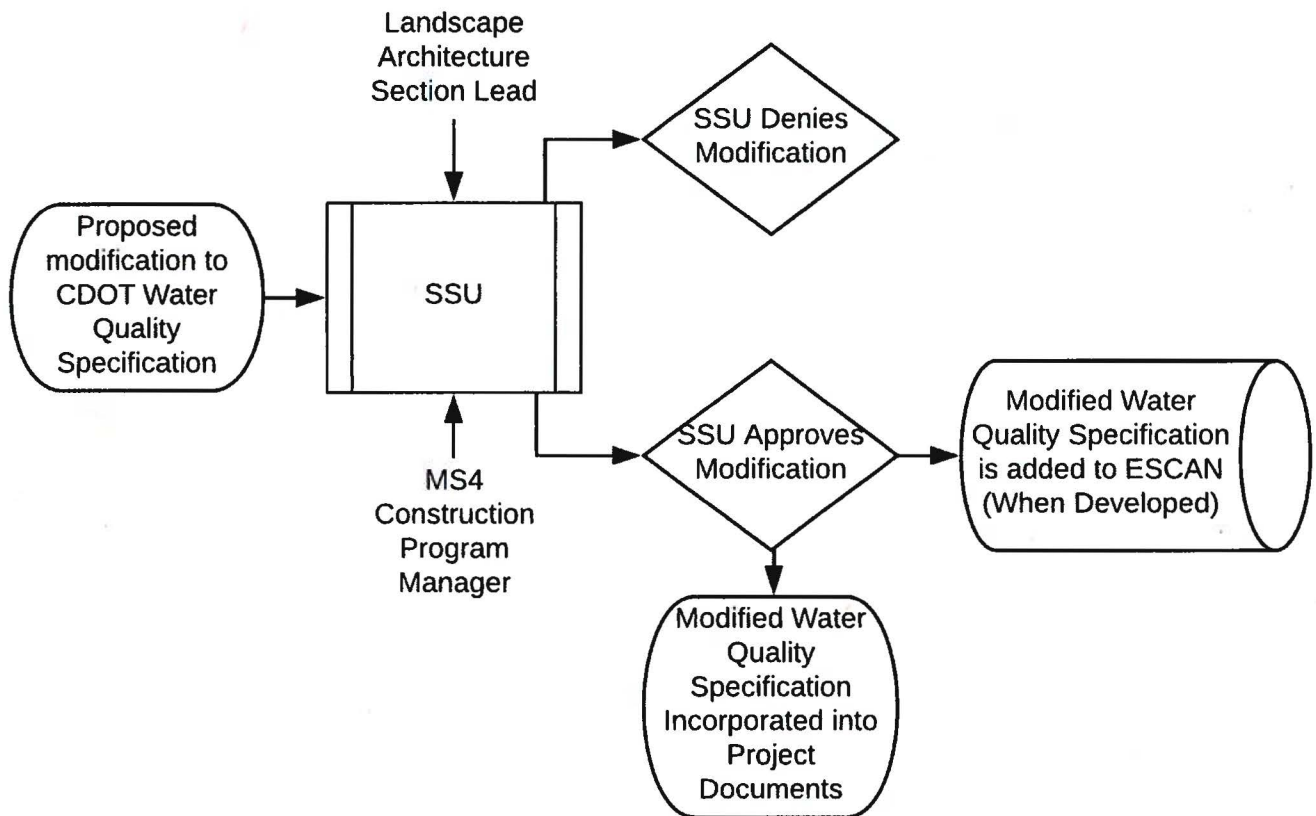 Landscape
Architecture
Section Lead
SSU Denies
Modification
Proposed
modification to
CDOT Water
Quality
Specification
SSU
SSU Approves
Modification
Modified Water
Quality Specification
is added to ESCAN
(When Developed)
MS4
Construction
Program
Manager
Modified Water
Quality
Specification
Incorporated into
Project
Documents